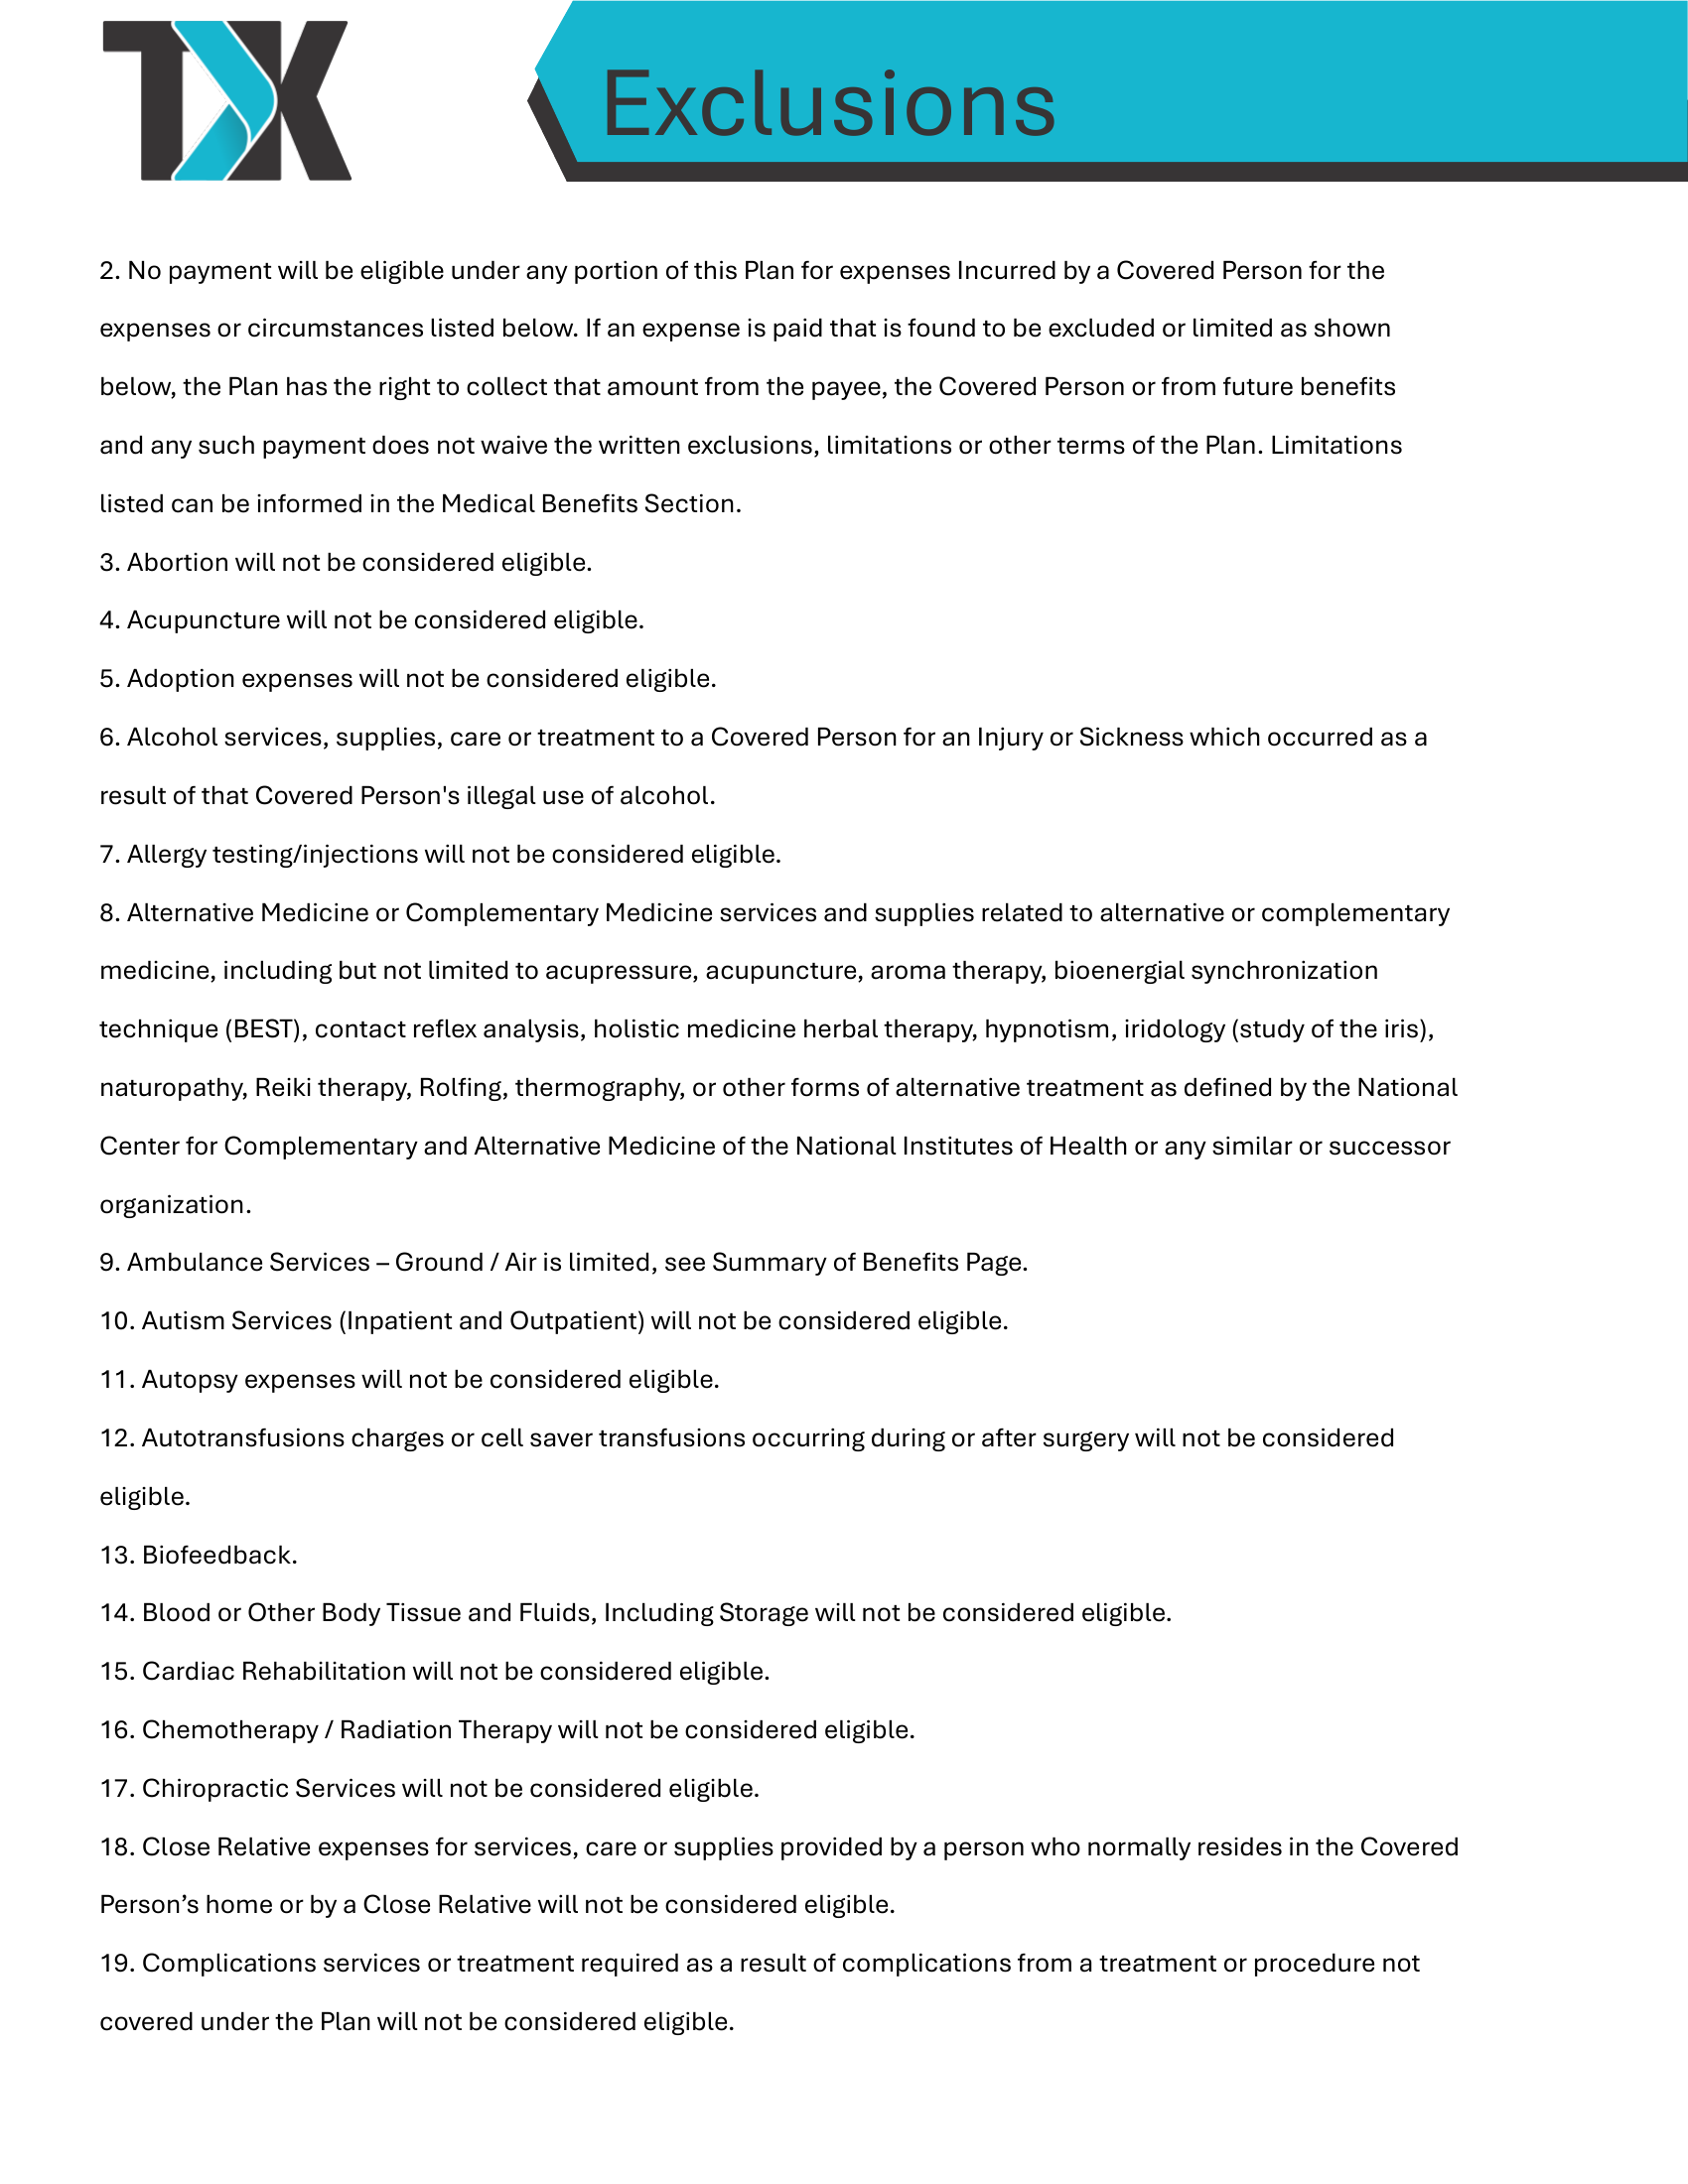 TXK
Exclusions
2. No payment will be eligible under any portion of this Plan for expenses Incurred by a Covered Person for the
expenses or circumstances listed below. If an expense is paid that is found to be excluded or limited as shown
below, the Plan has the right to collect that amount from the payee, the Covered Person or from future benefits
and any such payment does not waive the written exclusions, limitations or other terms of the Plan. Limitations
listed can be informed in the Medical Benefits Section.
3. Abortion will not be considered eligible.
4. Acupuncture will not be considered eligible.
5. Adoption expenses will not be considered eligible.
6. Alcohol services, supplies, care or treatment to a Covered Person for an Injury or Sickness which occurred as a
result of that Covered Person's illegal use of alcohol.
7. Allergy testing/injections will not be considered eligible.
8. Alternative Medicine or Complementary Medicine services and supplies related to alternative or complementary
medicine, including but not limited to acupressure, acupuncture, aroma therapy, bioenergial synchronization
technique (BEST), contact reflex analysis, holistic medicine herbal therapy, hypnotism, iridology (study of the iris),
naturopathy, Reiki therapy, Rolfing, thermography, or other forms of alternative treatment as defined by the National
Center for Complementary and Alternative Medicine of the National Institutes of Health or any similar or successor
organization.
9. Ambulance Services – Ground / Air is limited, see Summary of Benefits Page.
10. Autism Services (Inpatient and Outpatient) will not be considered eligible.
11. Autopsy expenses will not be considered eligible.
12. Autotransfusions charges or cell saver transfusions occurring during or after surgery will not be considered
eligible.
13. Biofeedback.
14. Blood or Other Body Tissue and Fluids, Including Storage will not be considered eligible.
15. Cardiac Rehabilitation will not be considered eligible.
16. Chemotherapy / Radiation Therapy will not be considered eligible.
17. Chiropractic Services will not be considered eligible.
18. Close Relative expenses for services, care or supplies provided by a person who normally resides in the Covered
Person’s home or by a Close Relative will not be considered eligible.
19. Complications services or treatment required as a result of complications from a treatment or procedure not
covered under the Plan will not be considered eligible.